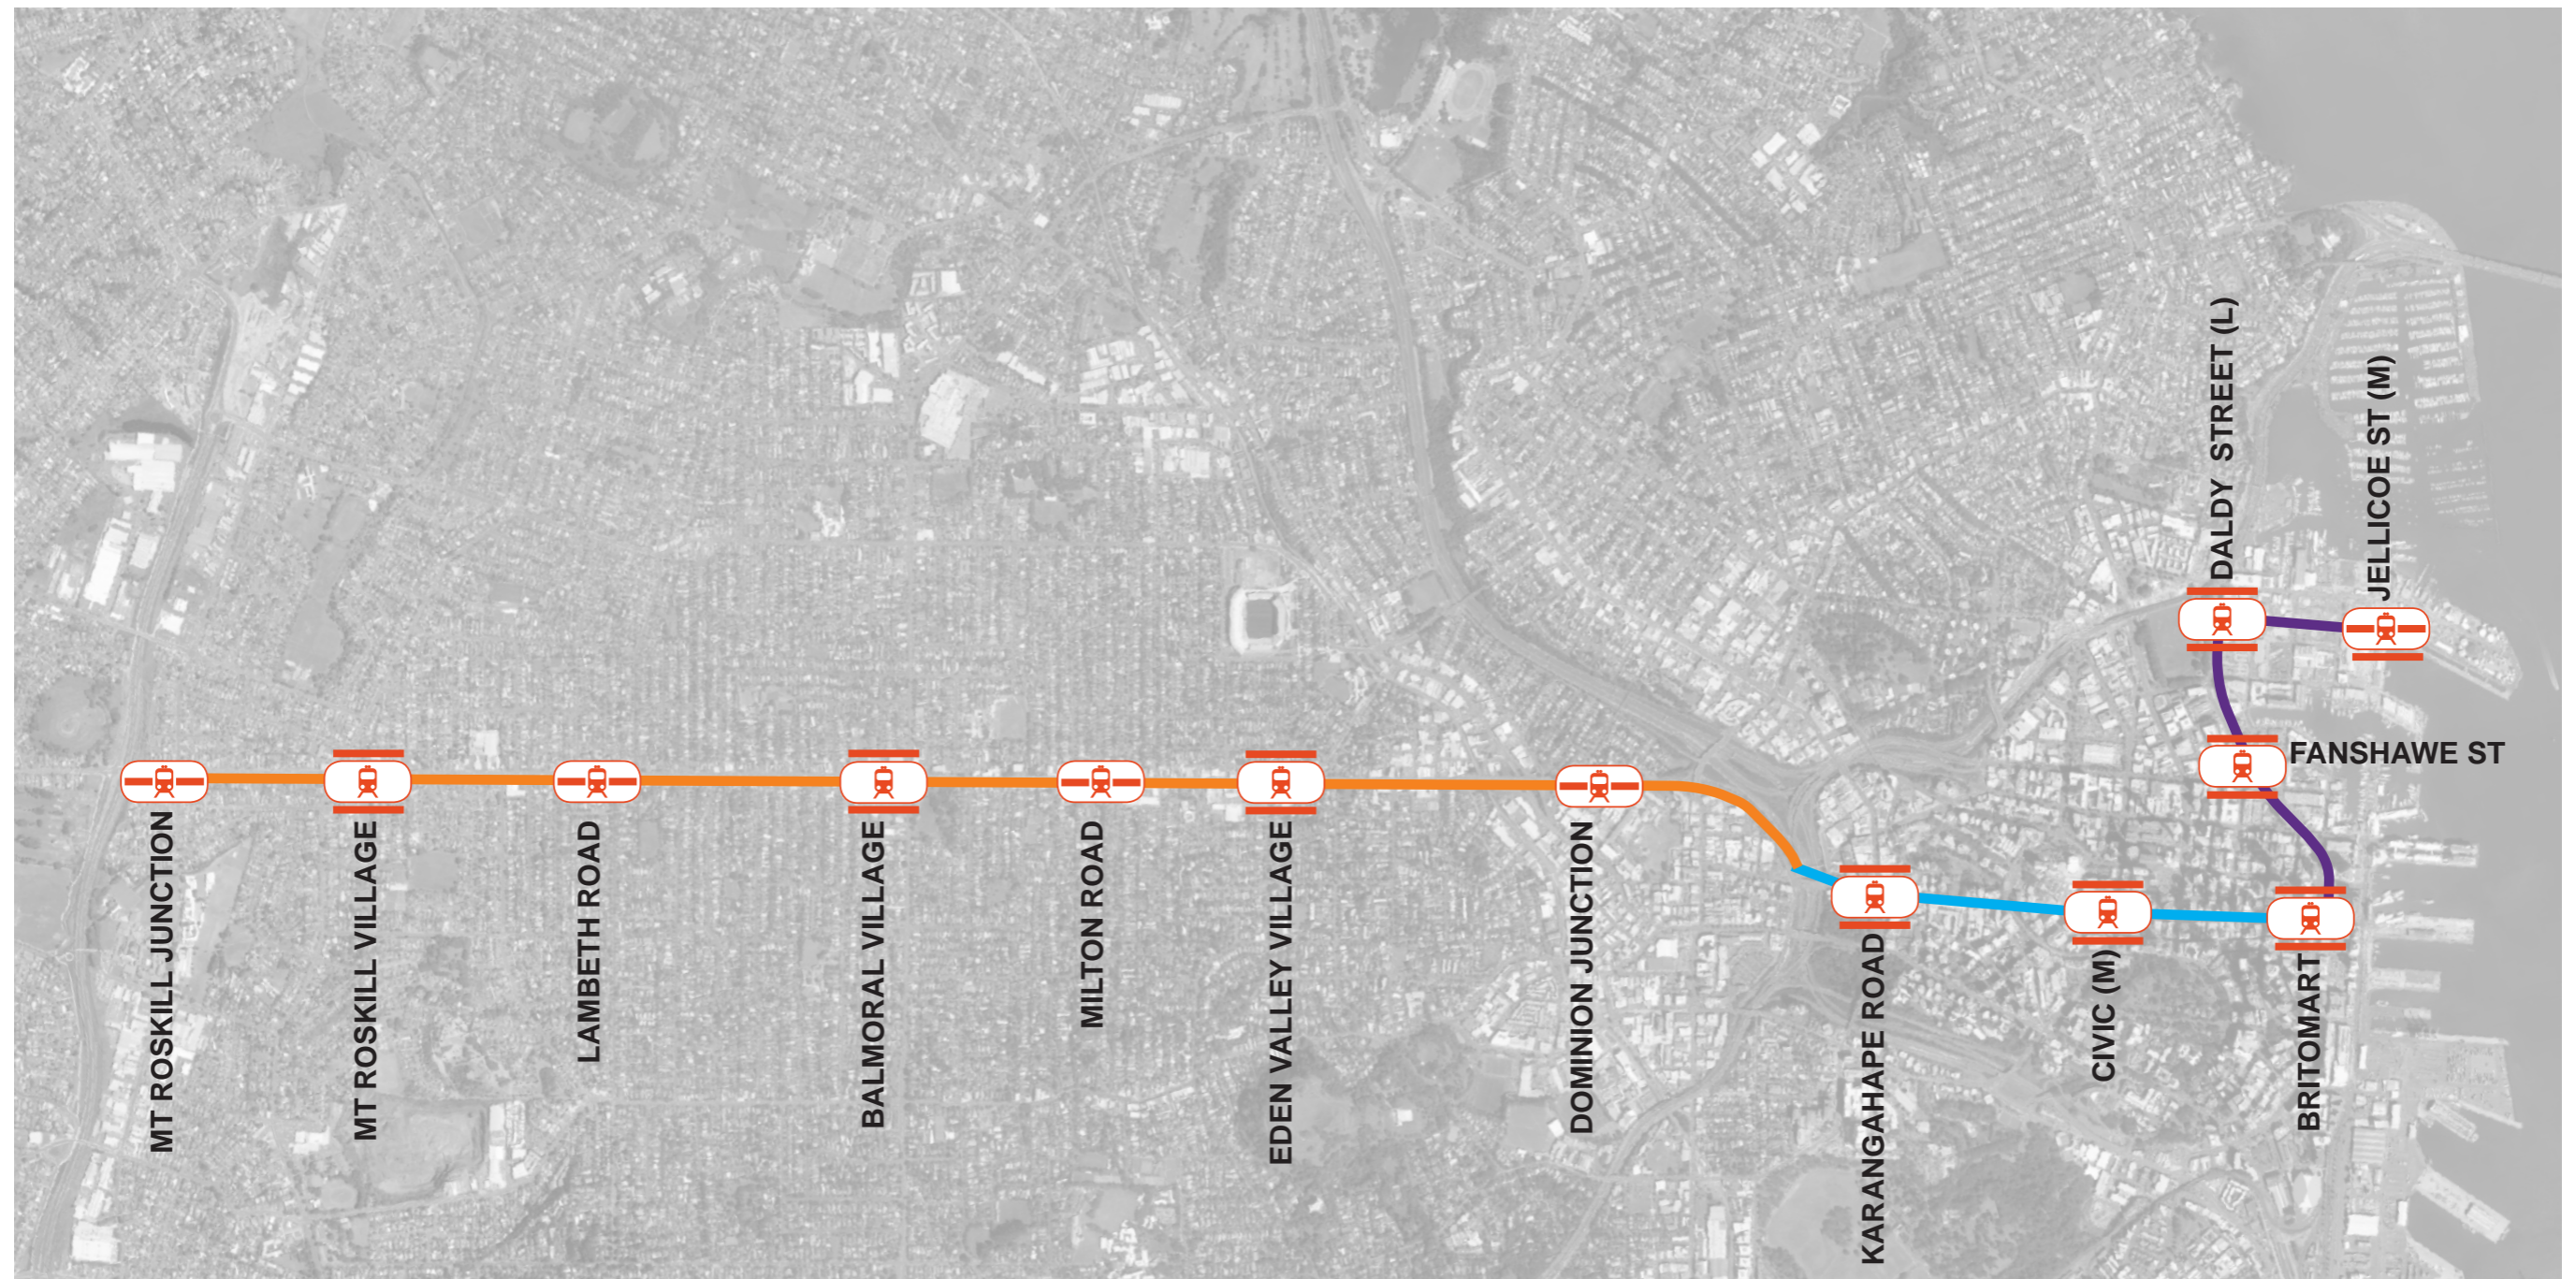 MT ROSKILL JUNCTION
MT ROSKILL VILLAGE
LAMBETH ROAD
BALMORAL VILLAGE
MILTON ROAD
EDEN VALLEY VILLAGE
DOMINION JUNCTION
KARANGAHAPE ROAD
CIVIC (M)
BRITOMART
FANSHAWE ST
DALDY STREET (L)
JELLICOE ST (M)